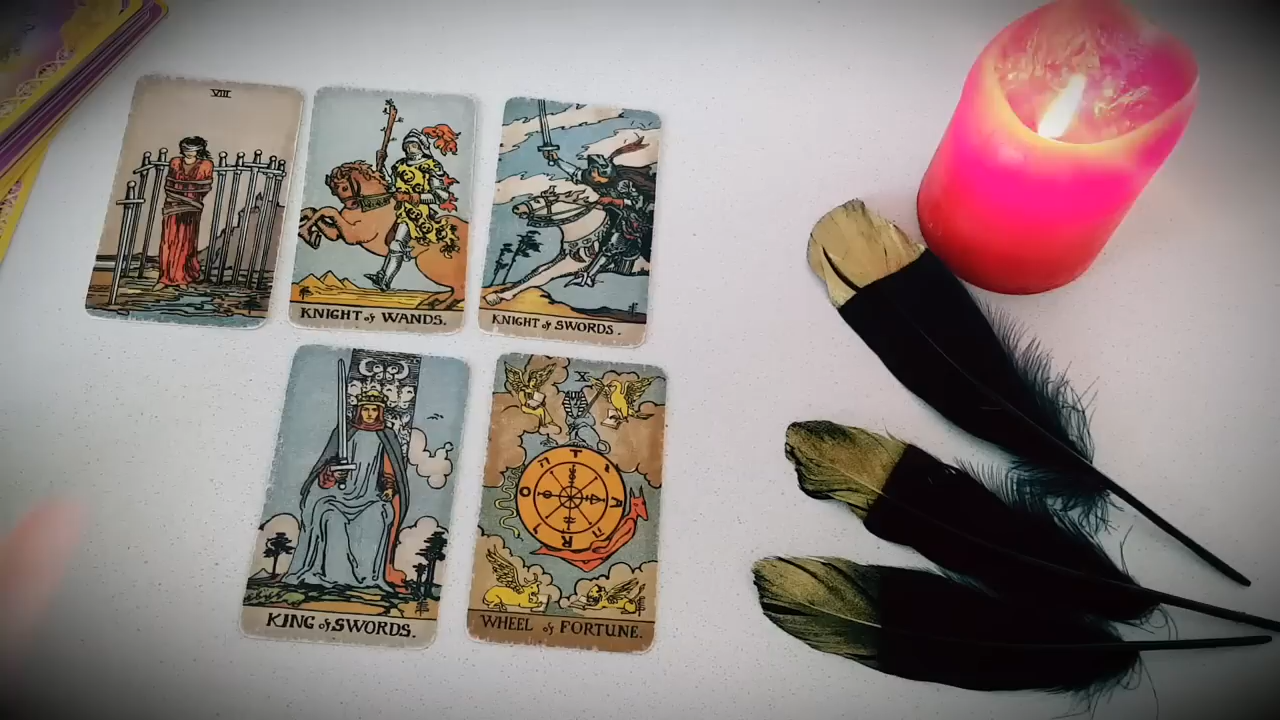 VIII
KNIGHT of WANDS.
KNIGHT of SWORDS.
KING of SWORDS.
X
T
A
R
O
WHEEL of FORTUNE.